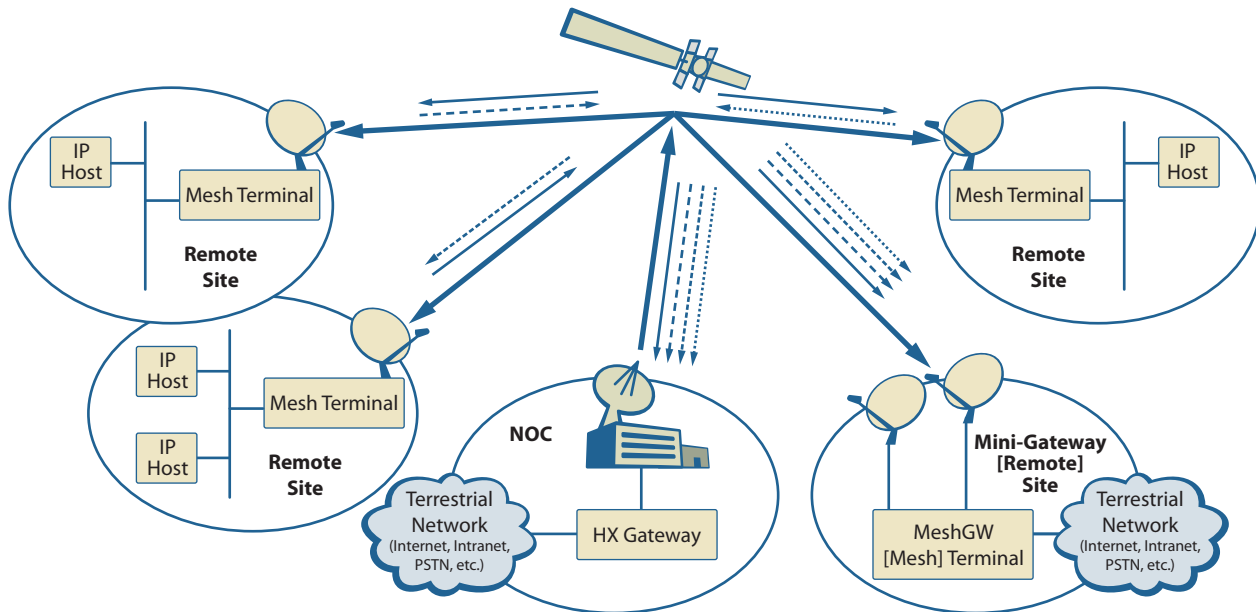 IP
Host
Mesh Terminal
Remote
Site
IP
Host
Mesh Terminal
Remote
Site
IP
Host
IP
Host
Mesh Terminal
Remote
Site
NOC
Terrestrial
Network
(Internet, Intranet,
PSTN, etc.)
HX Gateway
Mini-Gateway
[Remote]
Site
MeshGW
[Mesh] Terminal
Terrestrial
Network
(Internet, Intranet,
PSTN, etc.)